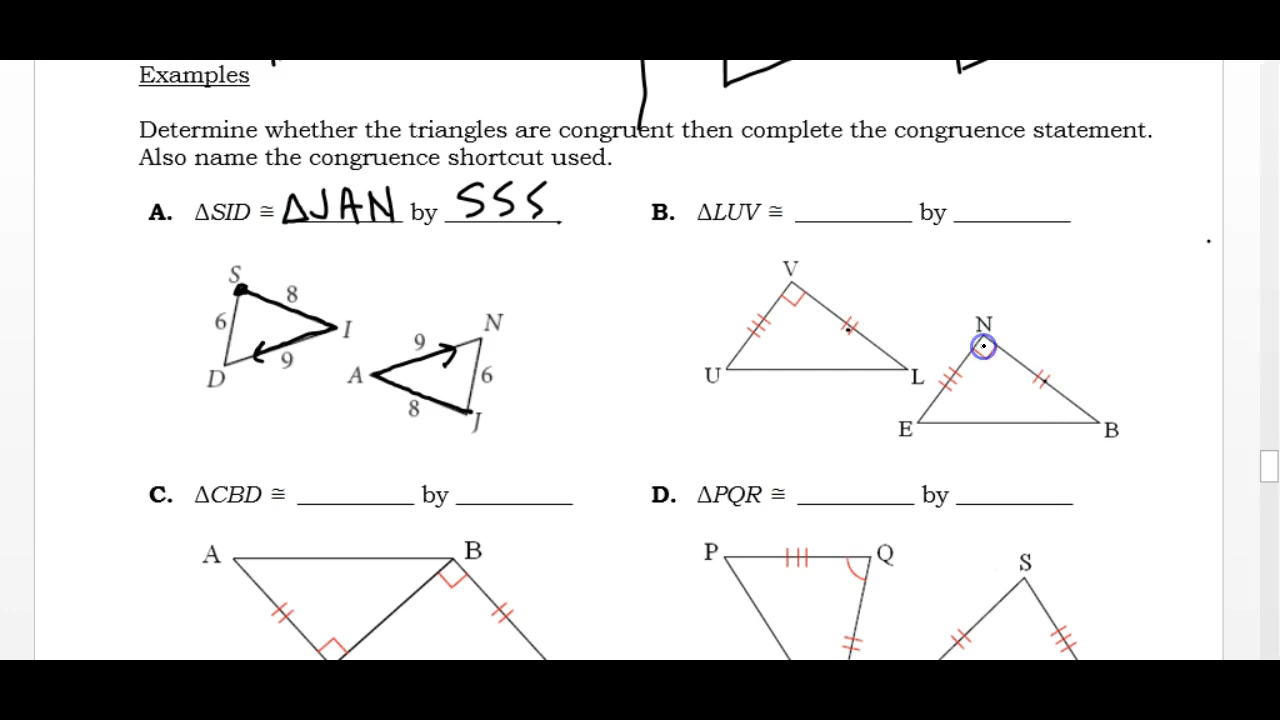 Examples
Determine whether the triangles are congruent then complete the congruence statement.
Also name the congruence shortcut used.
A. ΔSID ≅ ΔJAN by SSS.
B. ΔLUV ≅ __________ by __________
S
8
6
I
9
D
N
9
A
6
8
J
V
U
L
N
E
B
C. ΔCBD ≅ __________ by __________
D. ΔPQR ≅ __________ by __________
A
B
P
Q
S